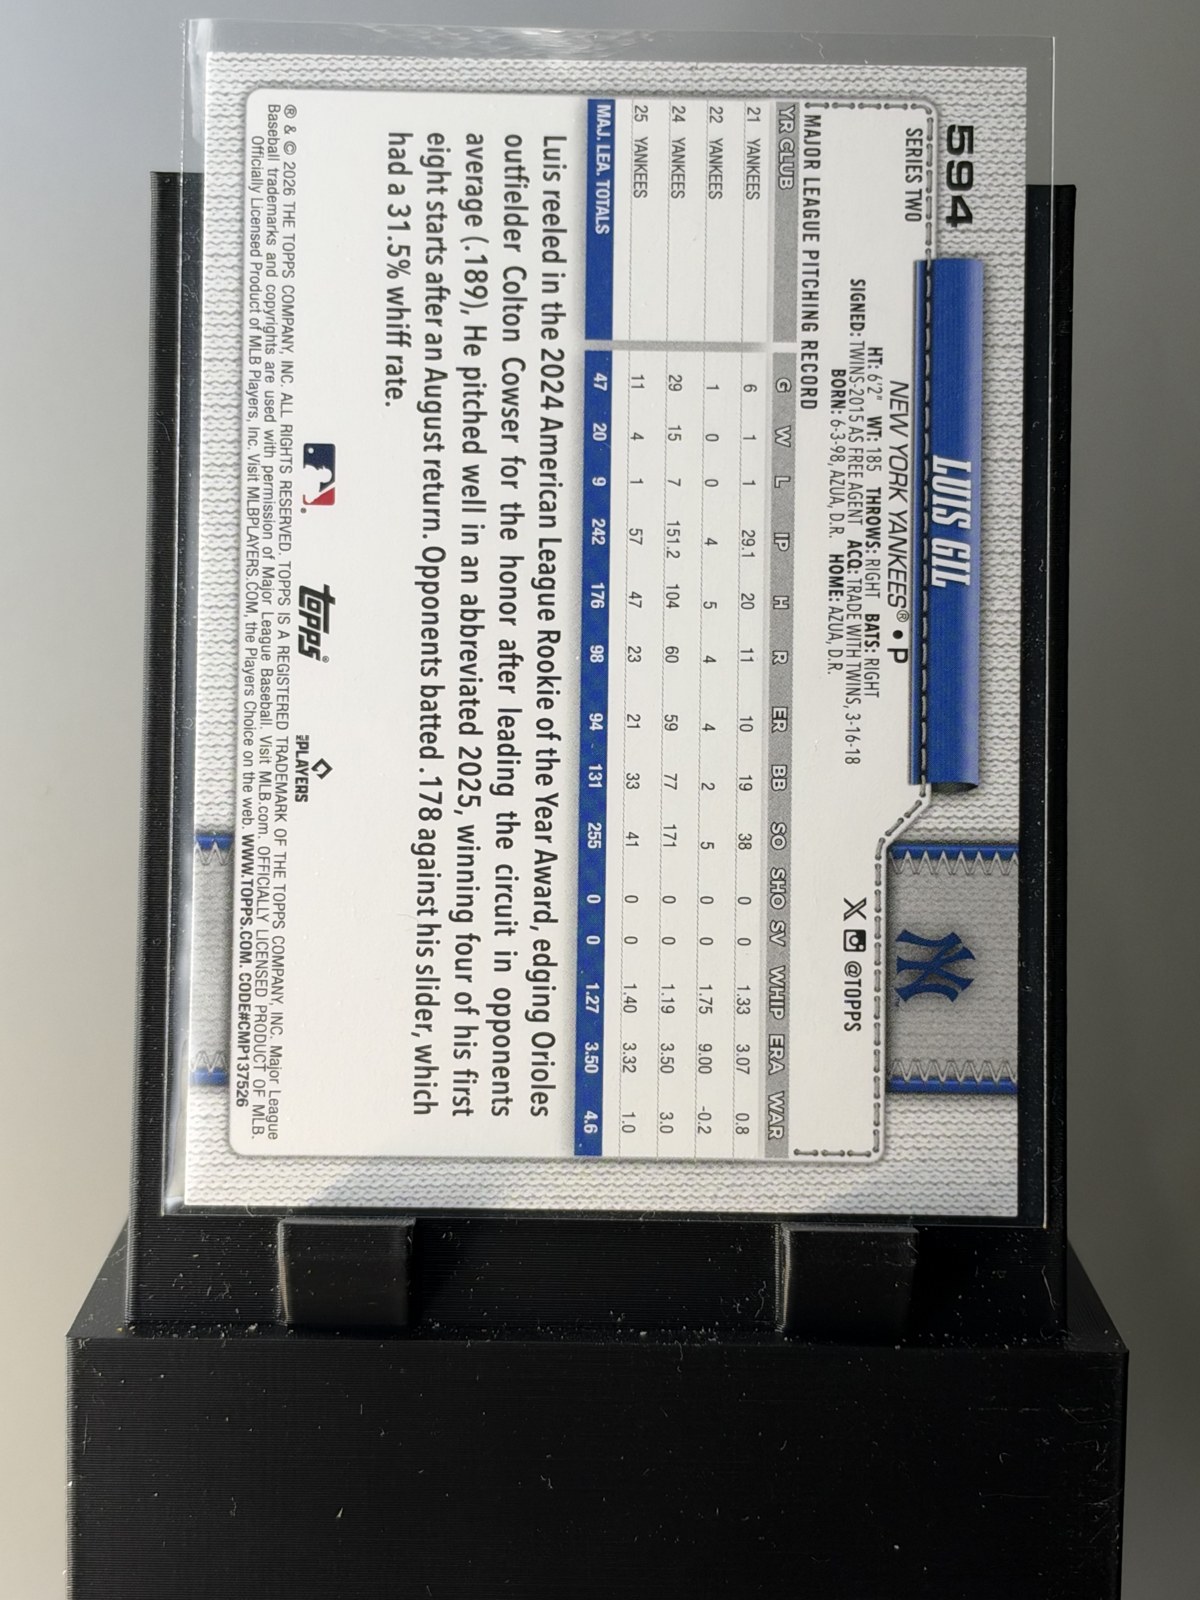 594
SERIES TWO
LUIS GIL
NEW YORK YANKEES® • P
HT: 6'2" WT: 185 THROWS: RIGHT BATS: RIGHT
SIGNED: TWINS-2015 AS FREE AGENT ACQ: TRADE WITH TWINS, 3-16-18
BORN: 6-3-98, AZUA, D.R. HOME: AZUA, D.R.
NY
X @TOPPS
MAJOR LEAGUE PITCHING RECORD
YR CLUB G W L IP H R ER BB SO SHO SV WHIP ERA WAR
21 YANKEES 6 1 1 29.1 20 11 10 19 38 0 0 1.33 3.07 0.8
22 YANKEES 1 0 0 4 5 4 4 2 5 0 0 1.75 9.00 -0.2
24 YANKEES 29 15 7 151.2 104 60 59 77 171 0 0 1.19 3.50 3.0
25 YANKEES 11 4 1 57 47 23 21 33 41 0 0 1.40 3.32 1.0
MAJ. LEA. TOTALS 47 20 9 242 176 98 94 131 255 0 0 1.27 3.50 4.6
Luis reeled in the 2024 American League Rookie of the Year Award, edging Orioles
outfielder Colton Cowser for the honor after leading the circuit in opponents
average (.189). He pitched well in an abbreviated 2025, winning four of his first
eight starts after an August return. Opponents batted .178 against his slider, which
had a 31.5% whiff rate.
topps®
MLB PLAYERS
® & © 2026 THE TOPPS COMPANY, INC. ALL RIGHTS RESERVED. TOPPS IS A REGISTERED TRADEMARK OF THE TOPPS COMPANY, INC. Major League
Baseball trademarks and copyrights are used with permission of Major League Baseball. Visit MLB.com. OFFICIALLY LICENSED PRODUCT OF MLB.
Officially Licensed Product of MLB Players, Inc. Visit MLBPLAYERS.COM, the Players Choice on the web. WWW.TOPPS.COM. CODE#CMP137526